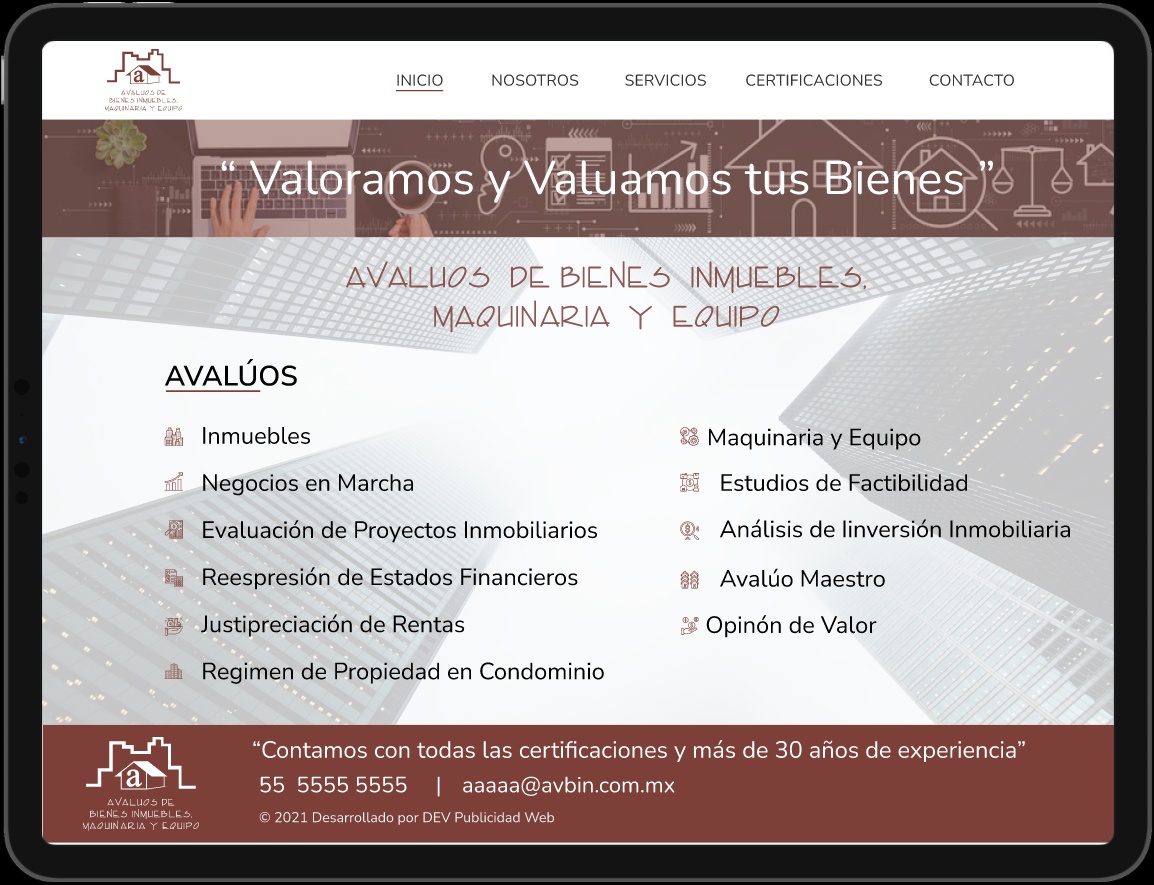 a
AVALUOS DE
BIENES INMUEBLES,
MAQUINARIA Y EQUIPO
INICIO NOSOTROS SERVICIOS CERTIFICACIONES CONTACTO
“ Valoramos y Valuamos tus Bienes ”
AVALUOS DE BIENES INMUEBLES,
MAQUINARIA Y EQUIPO
AVALÚOS
Inmuebles
Negocios en Marcha
Evaluación de Proyectos Inmobiliarios
Reespresión de Estados Financieros
Justipreciación de Rentas
Regimen de Propiedad en Condominio
Maquinaria y Equipo
Estudios de Factibilidad
Análisis de Iinversión Inmobiliaria
Avalúo Maestro
Opinón de Valor
a
AVALUOS DE
BIENES INMUEBLES,
MAQUINARIA Y EQUIPO
“Contamos con todas las certificaciones y más de 30 años de experiencia”
55 5555 5555 | aaaaa@avbin.com.mx
© 2021 Desarrollado por DEV Publicidad Web